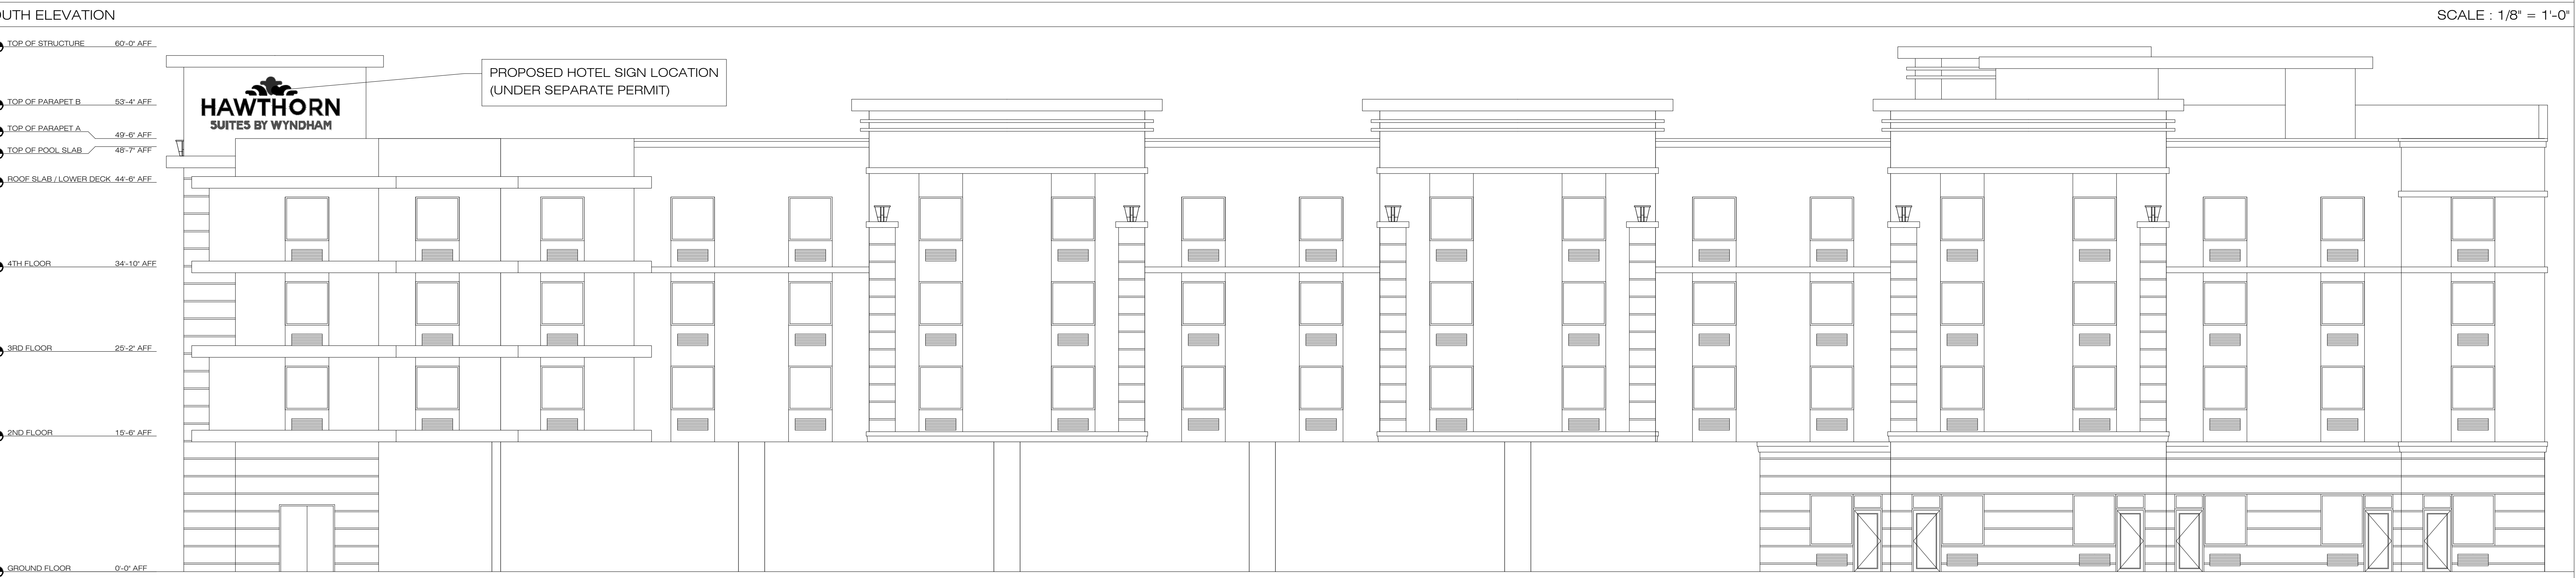 OUTH ELEVATION
SCALE : 1/8" = 1'-0"
TOP OF STRUCTURE 60'-0" AFF
PROPOSED HOTEL SIGN LOCATION
(UNDER SEPARATE PERMIT)
HAWTHORN
SUITES BY WYNDHAM
TOP OF PARAPET B 53'-4" AFF
TOP OF PARAPET A 49'-6" AFF
TOP OF POOL SLAB 48'-7" AFF
ROOF SLAB / LOWER DECK 44'-6" AFF
4TH FLOOR 34'-10" AFF
3RD FLOOR 25'-2" AFF
2ND FLOOR 15'-6" AFF
GROUND FLOOR 0'-0" AFF